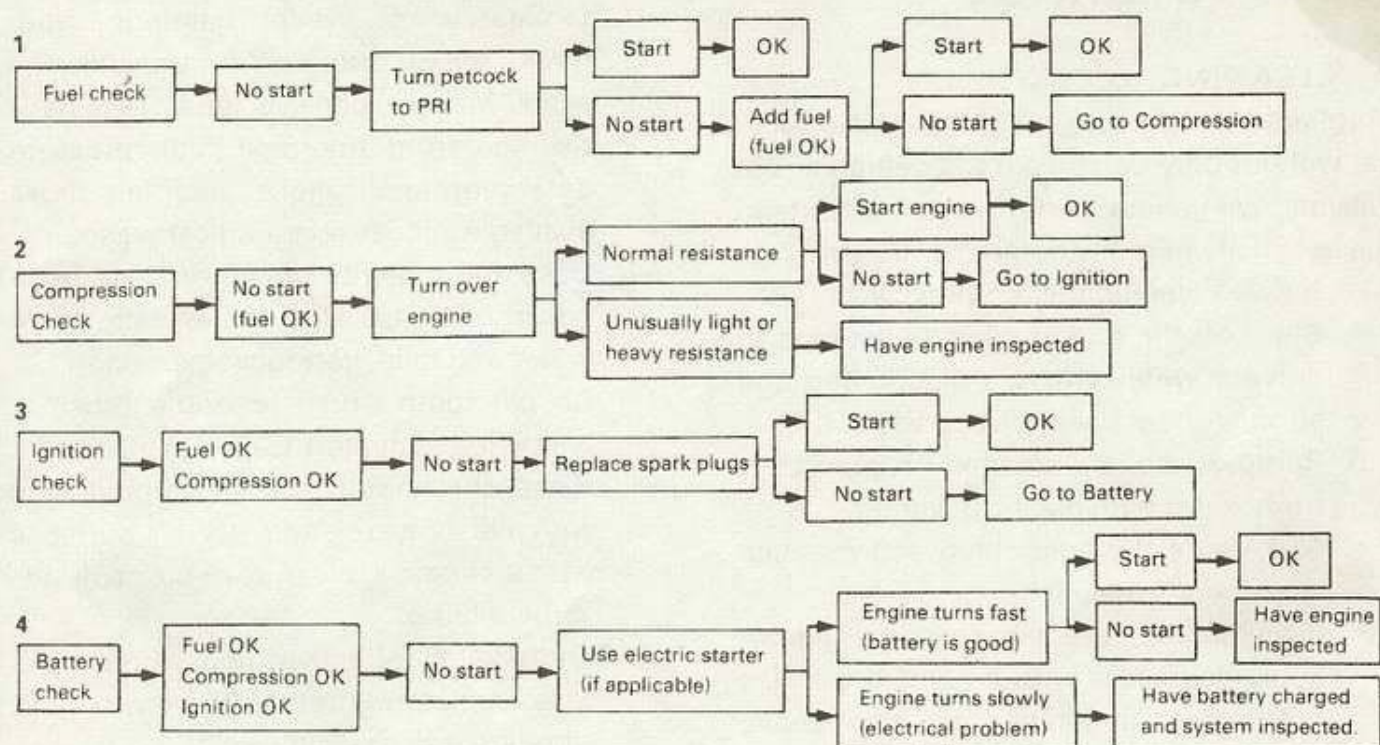 1
Fuel check
No start
Turn petcock
to PRI
Start
OK
No start
Add fuel
(fuel OK)
Start
OK
No start
Go to Compression
2
Compression
Check
No start
(fuel OK)
Turn over
engine
Normal resistance
Start engine
OK
No start
Go to Ignition
Unusually light or
heavy resistance
Have engine inspected
3
Ignition
check
Fuel OK
Compression OK
No start
Replace spark plugs
Start
OK
No start
Go to Battery
4
Battery
check
Fuel OK
Compression OK
Ignition OK
No start
Use electric starter
(if applicable)
Engine turns fast
(battery is good)
Start
OK
No start
Have engine
inspected
Engine turns slowly
(electrical problem)
Have battery charged
and system inspected.